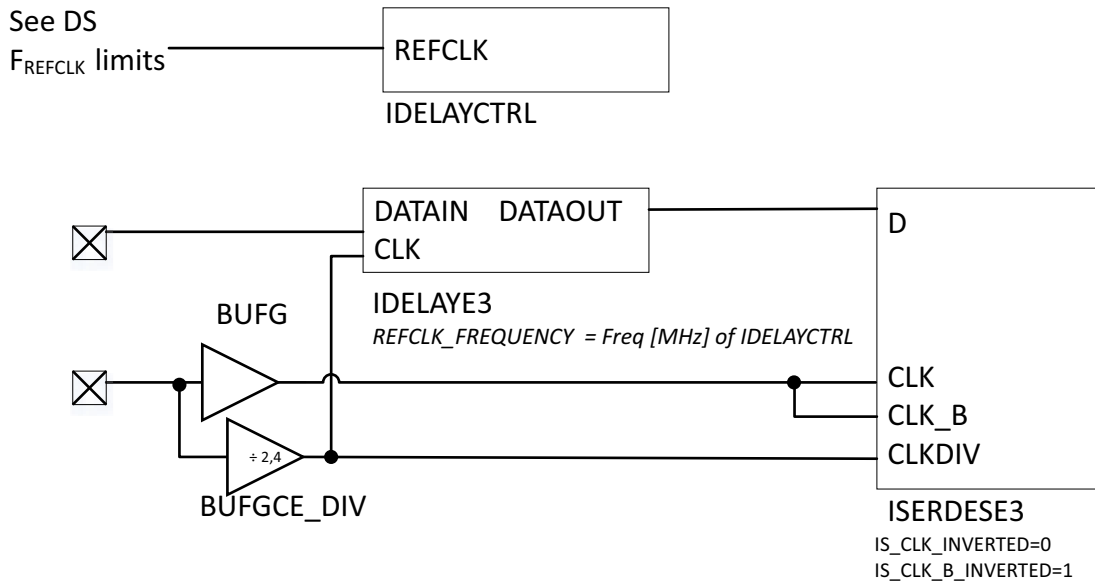 See DS
FREFCLK limits
REFCLK
IDELAYCTRL
DATAIN DATAOUT
CLK
D
IDELAYE3
REFCLK_FREQUENCY = Freq [MHz] of IDELAYCTRL
BUFG
CLK
CLK_B
÷ 2,4
CLKDIV
BUFGCE_DIV
ISERDESE3
IS_CLK_INVERTED=0
IS_CLK_B_INVERTED=1